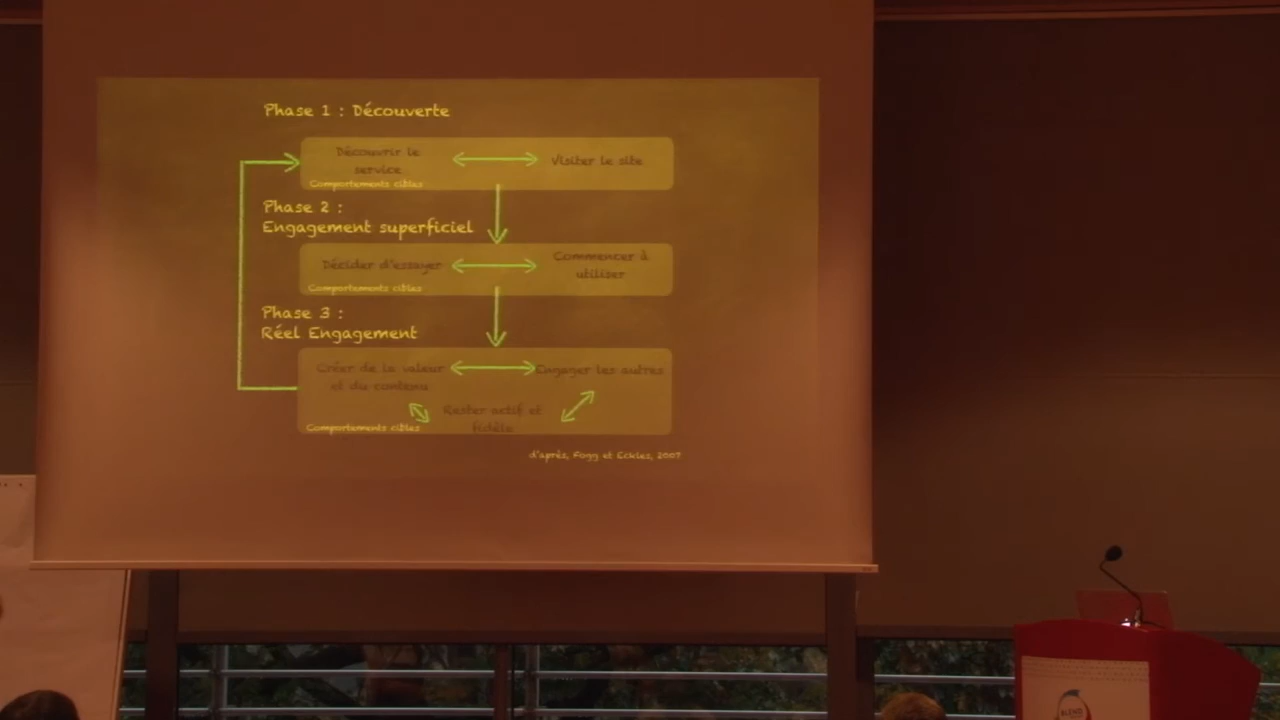 Phase 1 : Découverte
Découvrir le
service
Visiter le site
Comportements cibles
Phase 2 :
Engagement superficiel
Décider d'essayer
Commencer à
utiliser
Comportements cibles
Phase 3 :
Réel Engagement
Créer de la valeur
et du contenu
Engager les autres
Rester actif et
fidèle
Comportements cibles
d'après, Fogg et Eckles, 2007
BLEND